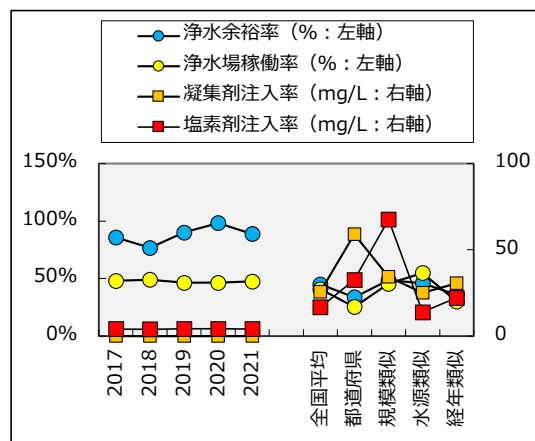 浄水余裕率（%：左軸）
浄水場稼働率（%：左軸）
凝集剤注入率（mg/L：右軸）
塩素剤注入率（mg/L：右軸）
150%
100%
50%
0%
100
50
0
2017
2018
2019
2020
2021
全国平均
都道府県
規模類似
水源類似
経年類似